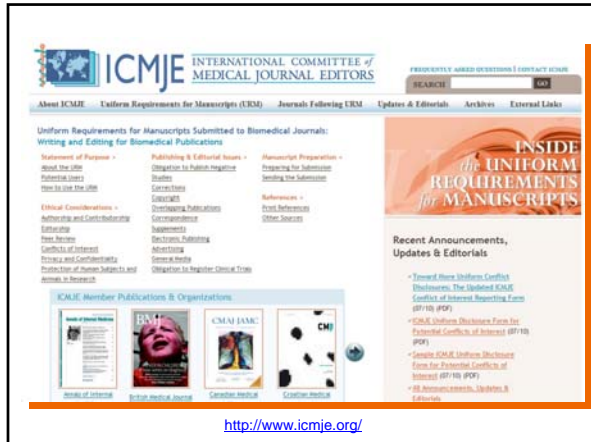 ICMJE
INTERNATIONAL COMMITTEE of
MEDICAL JOURNAL EDITORS
FREQUENTLY ASKED QUESTIONS | CONTACT ICMJE
SEARCH
GO
About ICMJE Uniform Requirements for Manuscripts (URM) Journals Following URM Updates & Editorials Archives External Links
Uniform Requirements for Manuscripts Submitted to Biomedical Journals:
Writing and Editing for Biomedical Publications
Statement of Purpose »
About the URM
Potential Users
How to Use the URM
Ethical Considerations »
Authorship and Contributorship
Editorship
Peer Review
Conflicts of Interest
Privacy and Confidentiality
Protection of Human Subjects and
Animals in Research
Publishing & Editorial Issues »
Obligation to Publish Negative
Studies
Corrections
Copyright
Overlapping Publications
Correspondence
Supplements
Electronic Publishing
Advertising
General Media
Obligation to Register Clinical Trials
Manuscript Preparation »
Preparing for Submission
Sending the Submission
References »
Print References
Other Sources
INSIDE
the UNIFORM
REQUIREMENTS
for MANUSCRIPTS
Recent Announcements,
Updates & Editorials
» Toward More Uniform Conflict
Disclosures: The Updated ICMJE
Conflict of Interest Reporting Form
(07/10) (PDF)
» ICMJE Uniform Disclosure Form for
Potential Conflicts of Interest (07/10)
(PDF)
» Sample ICMJE Uniform Disclosure
Form for Potential Conflicts of
Interest (07/10) (PDF)
» All Announcements, Updates &
Editorials
ICMJE Member Publications & Organizations
Annals of Internal Medicine
BMJ
CMAJ JAMC
CMJ
Annals of Internal
British Medical Journal
Canadian Medical
Croatian Medical
http://www.icmje.org/